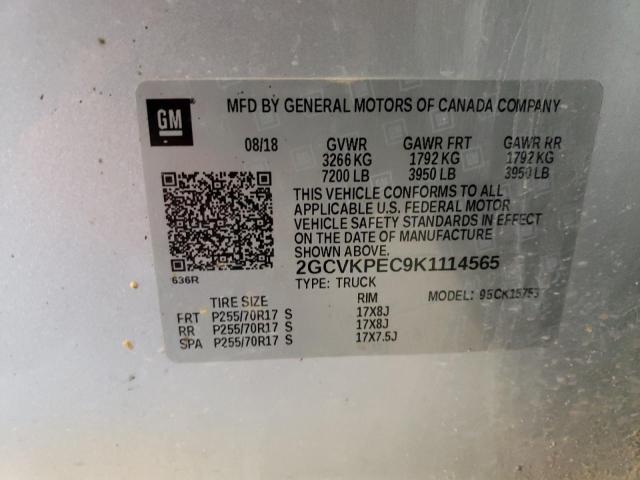 GM
MFD BY GENERAL MOTORS OF CANADA COMPANY
08/18 GVWR GAWR FRT GAWR RR
3266 KG 1792 KG 1792 KG
7200 LB 3950 LB 3950 LB
THIS VEHICLE CONFORMS TO ALL
APPLICABLE U.S. FEDERAL MOTOR
VEHICLE SAFETY STANDARDS IN EFFECT
ON THE DATE OF MANUFACTURE
SHOWN ABOVE.
2GCVKPEC9K1114565
636R
TYPE: TRUCK MODEL:
TIRE SIZE RIM
FRT P255/70R17 S 17X8J
RR P255/70R17 S 17X8J
SPA P255/70R17 S 17X7.5J